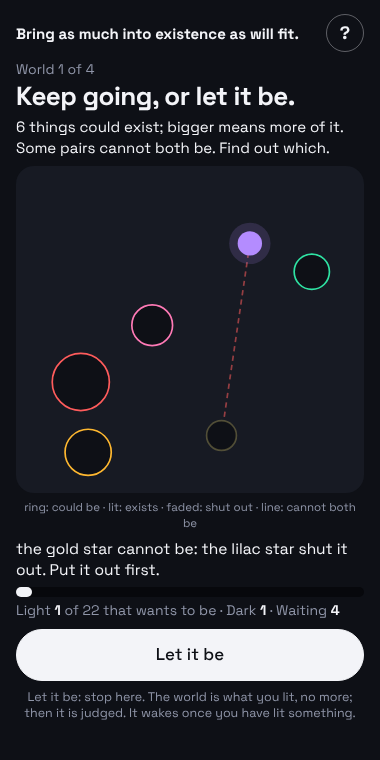 Bring as much into existence as will fit.
?
World 1 of 4
Keep going, or let it be.
6 things could exist; bigger means more of it.
Some pairs cannot both be. Find out which.
ring: could be · lit: exists · faded: shut out · line: cannot both
be
the gold star cannot be: the lilac star shut it
out. Put it out first.
Light 1 of 22 that wants to be · Dark 1 · Waiting 4
Let it be
Let it be: stop here. The world is what you lit, no more;
then it is judged. It wakes once you have lit something.